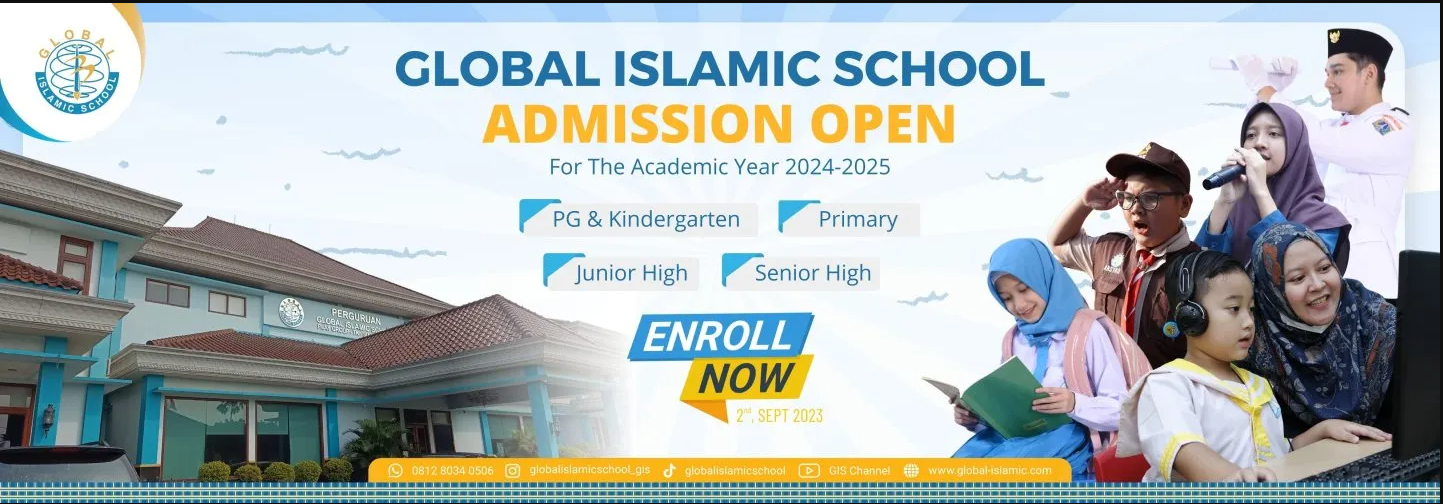 GLOBAL
ISLAMIC SCHOOL
GLOBAL ISLAMIC SCHOOL
ADMISSION OPEN
For The Academic Year 2024-2025
PG & Kindergarten
Primary
Junior High
Senior High
PERGURUAN
GLOBAL ISLAMIC
ENROLL
NOW
2nd, SEPT 2023
0812 8034 0506 globalislamicschool_gis globalislamicschool GIS Channel www.global-islamic.com